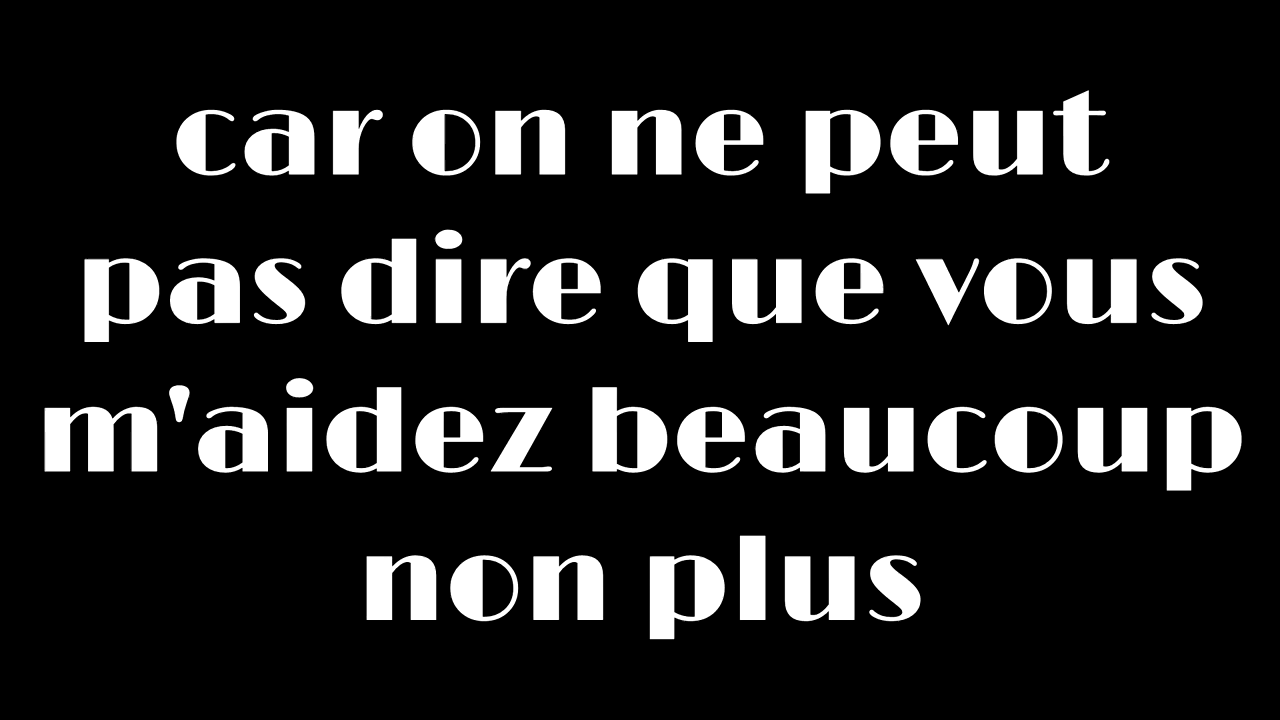 car on ne peut
pas dire que vous
m'aidez beaucoup
non plus